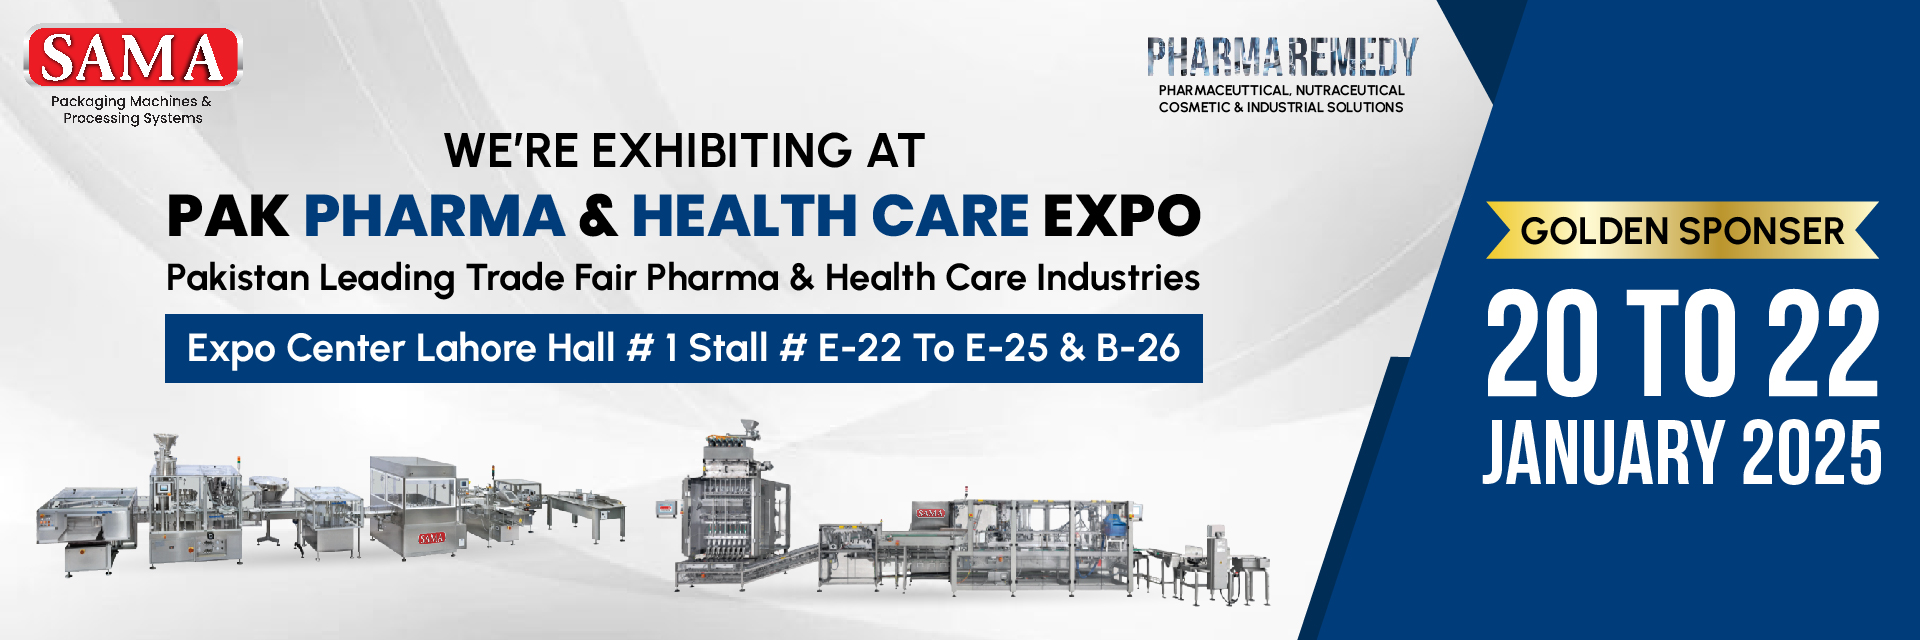 SAMA
Packaging Machines &
Processing Systems
PHARMAREMEDY
PHARMACEUTTICAL, NUTRACEUTICAL
COSMETIC & INDUSTRIAL SOLUTIONS
WE'RE EXHIBITING AT
PAK PHARMA & HEALTH CARE EXPO
Pakistan Leading Trade Fair Pharma & Health Care Industries
Expo Center Lahore Hall # 1 Stall # E-22 To E-25 & B-26
GOLDEN SPONSER
20 TO 22
JANUARY 2025
SAMA
SAMA